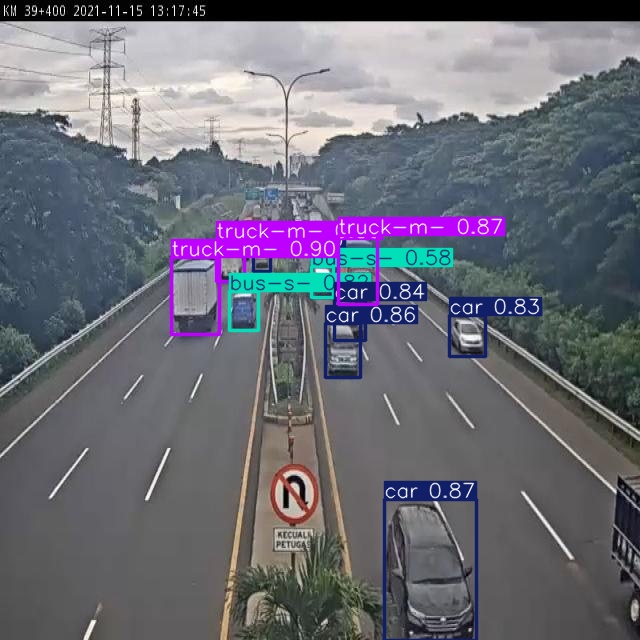 KM 39+400 2021-11-15 13:17:45
truck-m-
truck-m- 0.87
truck-m- 0.90
bus-s- 0.58
bus-s-
car 0.84
car 0.83
car 0.86
car 0.87
KECUALI
PETUGAS